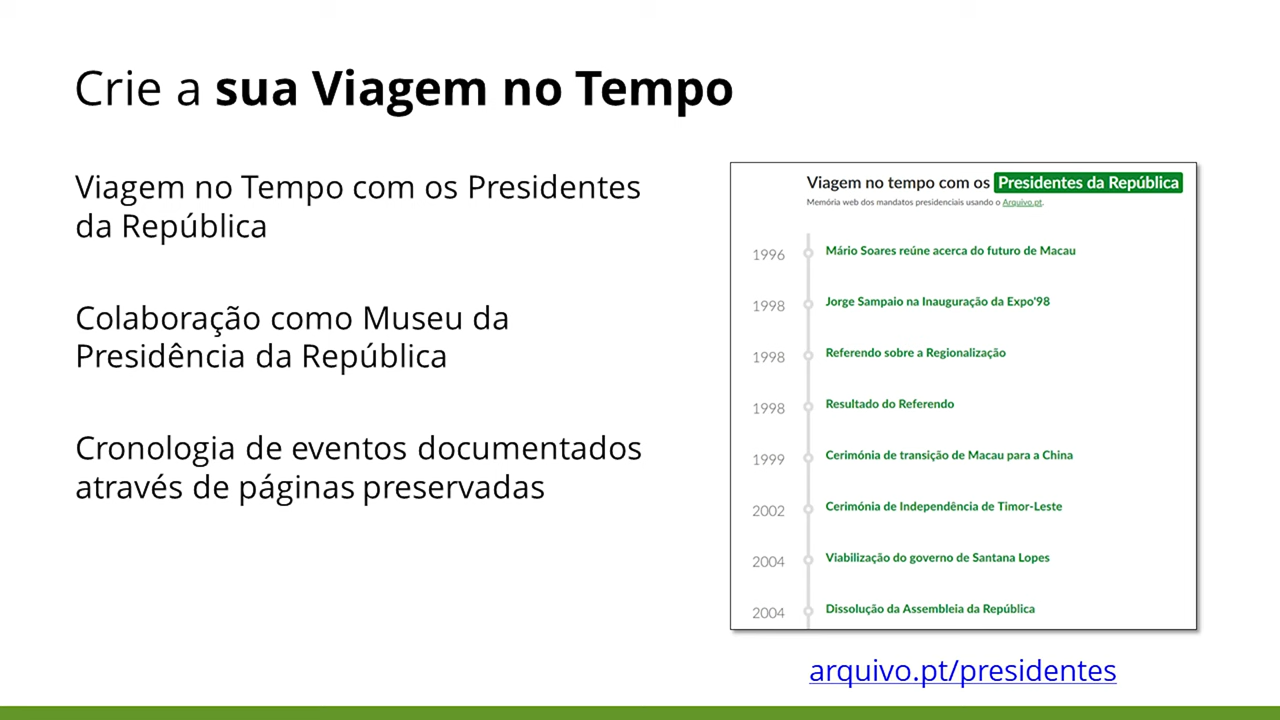 Crie a sua Viagem no Tempo
Viagem no Tempo com os Presidentes
da República
Colaboração como Museu da
Presidência da República
Cronologia de eventos documentados
através de páginas preservadas
Viagem no tempo com os Presidentes da República
Memória web dos mandatos presidenciais usando o Arquivo.pt.
1996 Mário Soares reúne acerca do futuro de Macau
1998 Jorge Sampaio na Inauguração da Expo'98
1998 Referendo sobre a Regionalização
1998 Resultado do Referendo
1999 Cerimónia de transição de Macau para a China
2002 Cerimónia de Independência de Timor-Leste
2004 Viabilização do governo de Santana Lopes
2004 Dissolução da Assembleia da República
arquivo.pt/presidentes